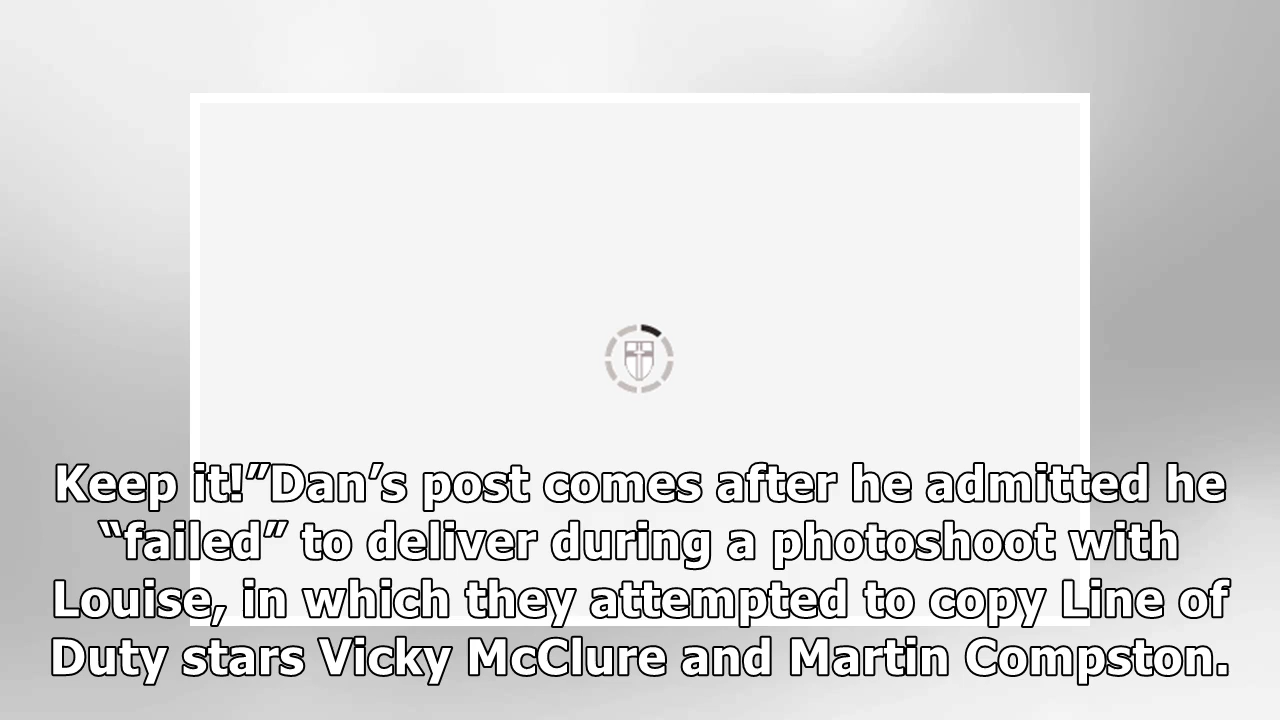 Keep it!”Dan’s post comes after he admitted he
“failed” to deliver during a photoshoot with
Louise, in which they attempted to copy Line of
Duty stars Vicky McClure and Martin Compston.